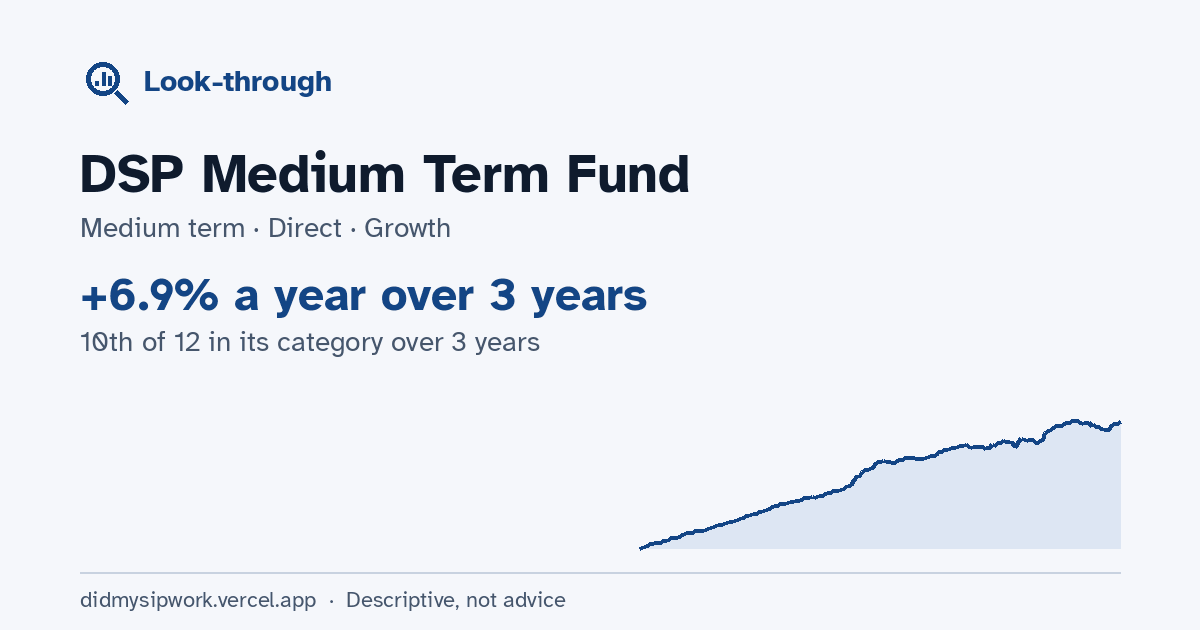 Look-through
DSP Medium Term Fund
Medium term · Direct · Growth
+6.9% a year over 3 years
10th of 12 in its category over 3 years
didmysipwork.vercel.app · Descriptive, not advice